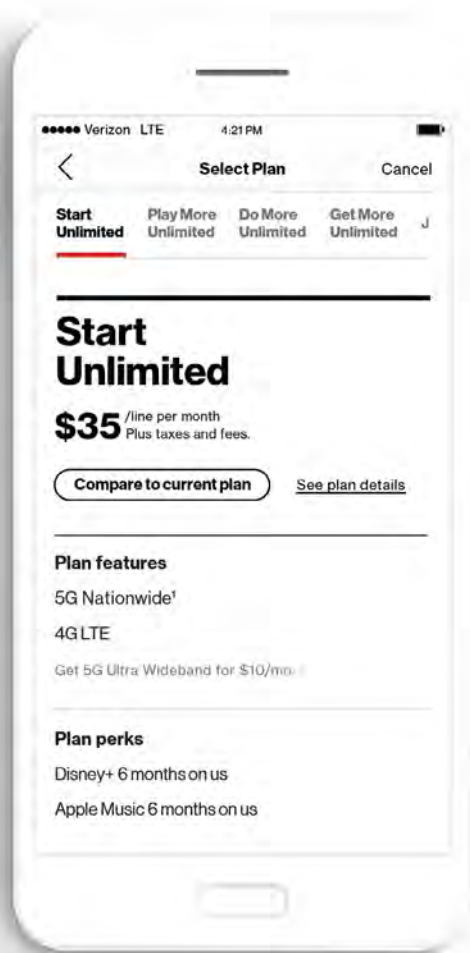 Verizon LTE 4:21 PM
Select Plan Cancel
Start Unlimited
Play More Unlimited
Do More Unlimited
Get More Unlimited
J
Start
Unlimited
$35 /line per month
Plus taxes and fees.
Compare to current plan See plan details
Plan features
5G Nationwide¹
4G LTE
Get 5G Ultra Wideband for $10/mo.
Plan perks
Disney+ 6 months on us
Apple Music 6 months on us